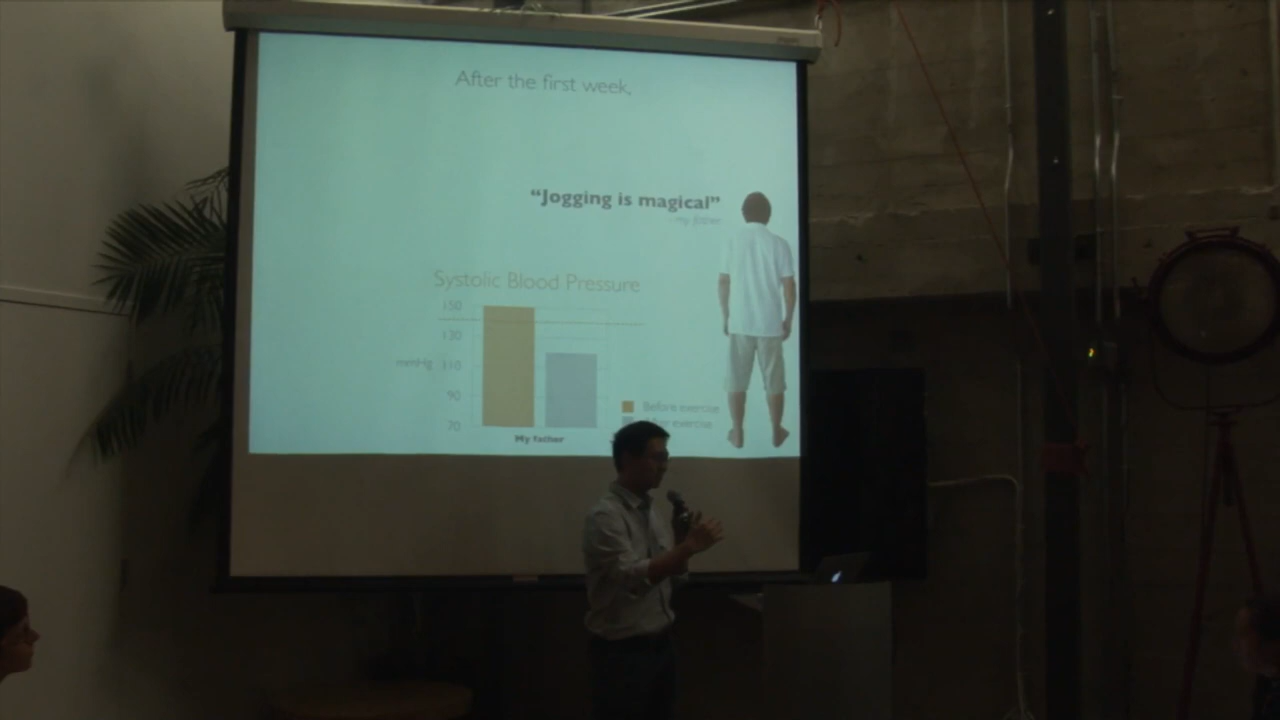 After the first week,
“Jogging is magical”
my father
Systolic Blood Pressure
150
130
mmHg 110
90
70
My father
Before exercise
exercise